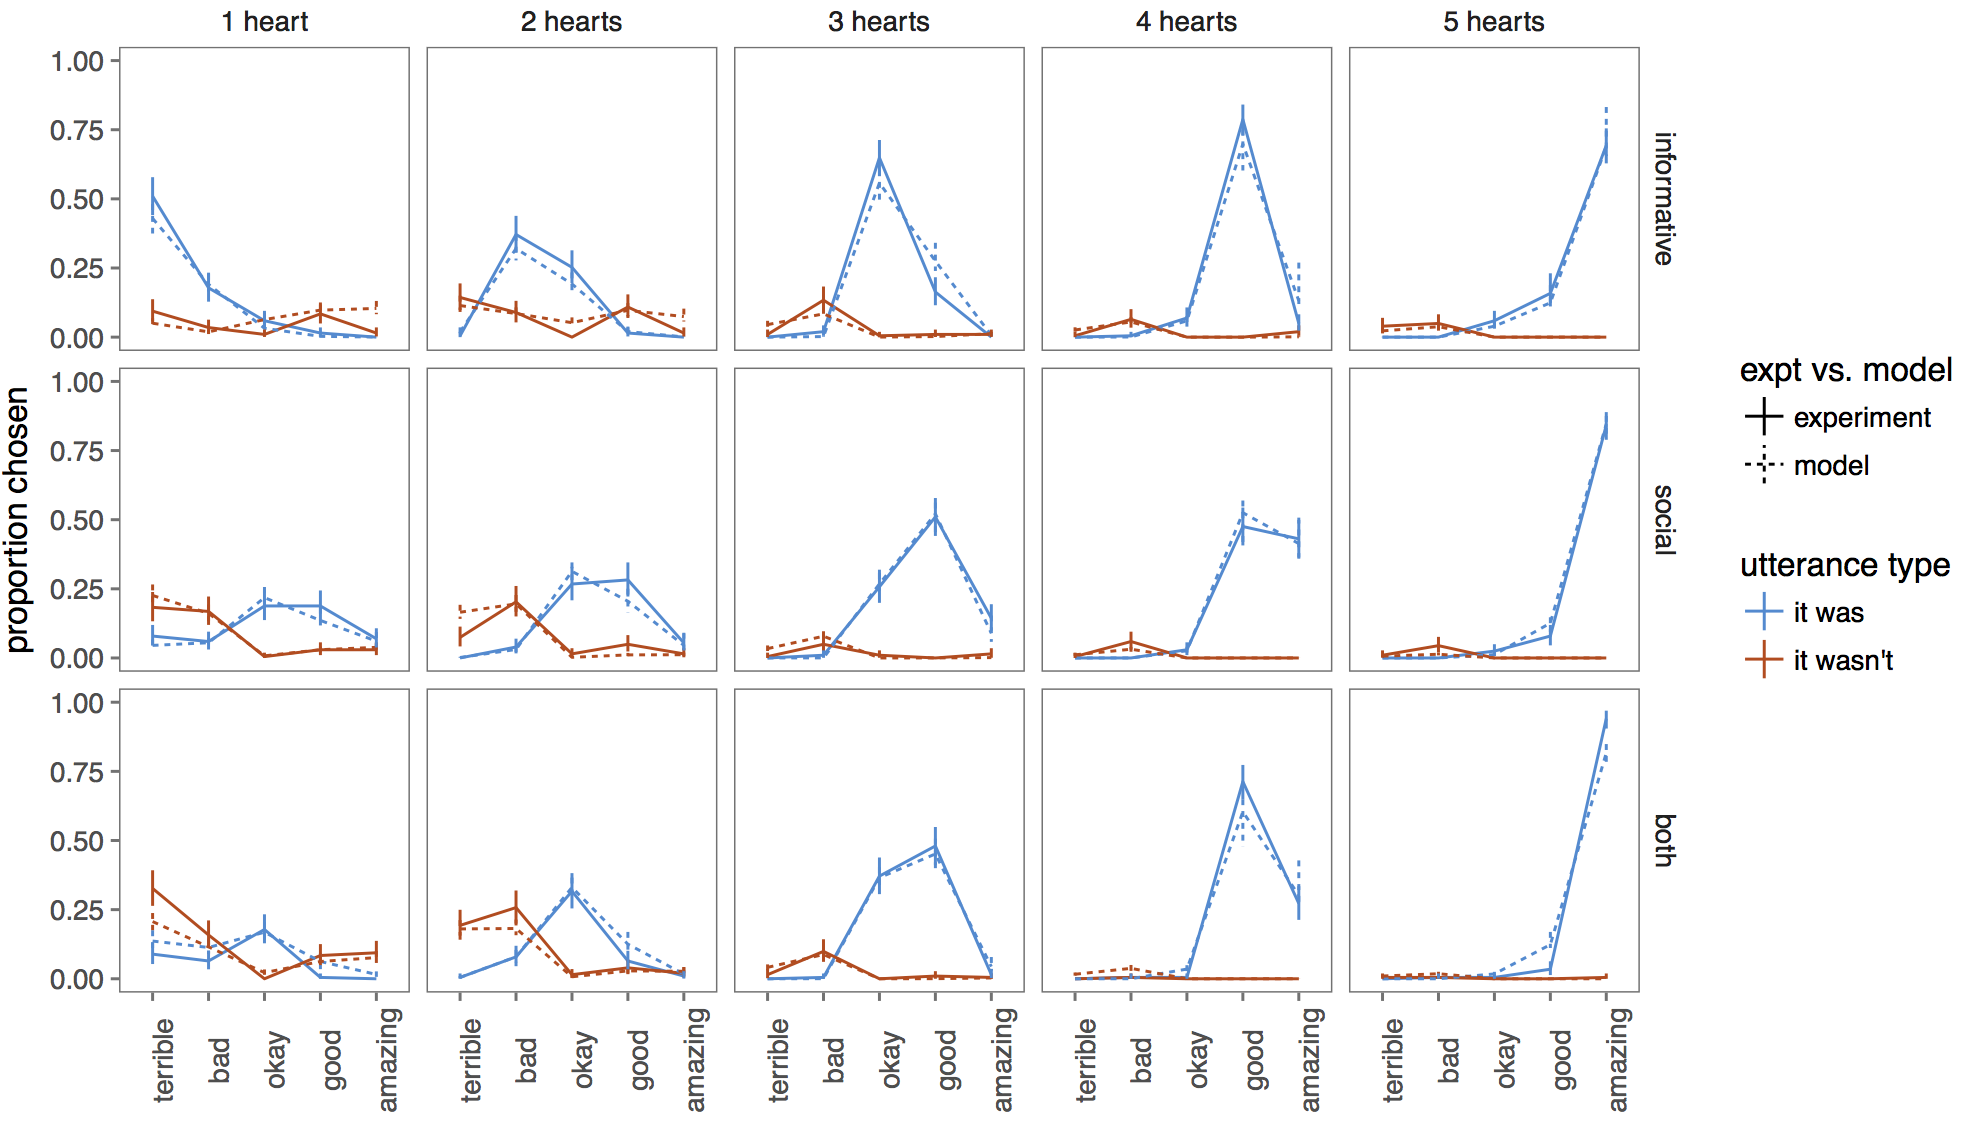 1 heart 2 hearts 3 hearts 4 hearts 5 hearts
1.00
0.75
0.50
0.25
0.00
informative
1.00
0.75
0.50
0.25
0.00
social
1.00
0.75
0.50
0.25
0.00
both
proportion chosen
terrible bad okay good amazing terrible bad okay good amazing terrible bad okay good amazing terrible bad okay good amazing terrible bad okay good amazing
expt vs. model
experiment
model
utterance type
it was
it wasn't